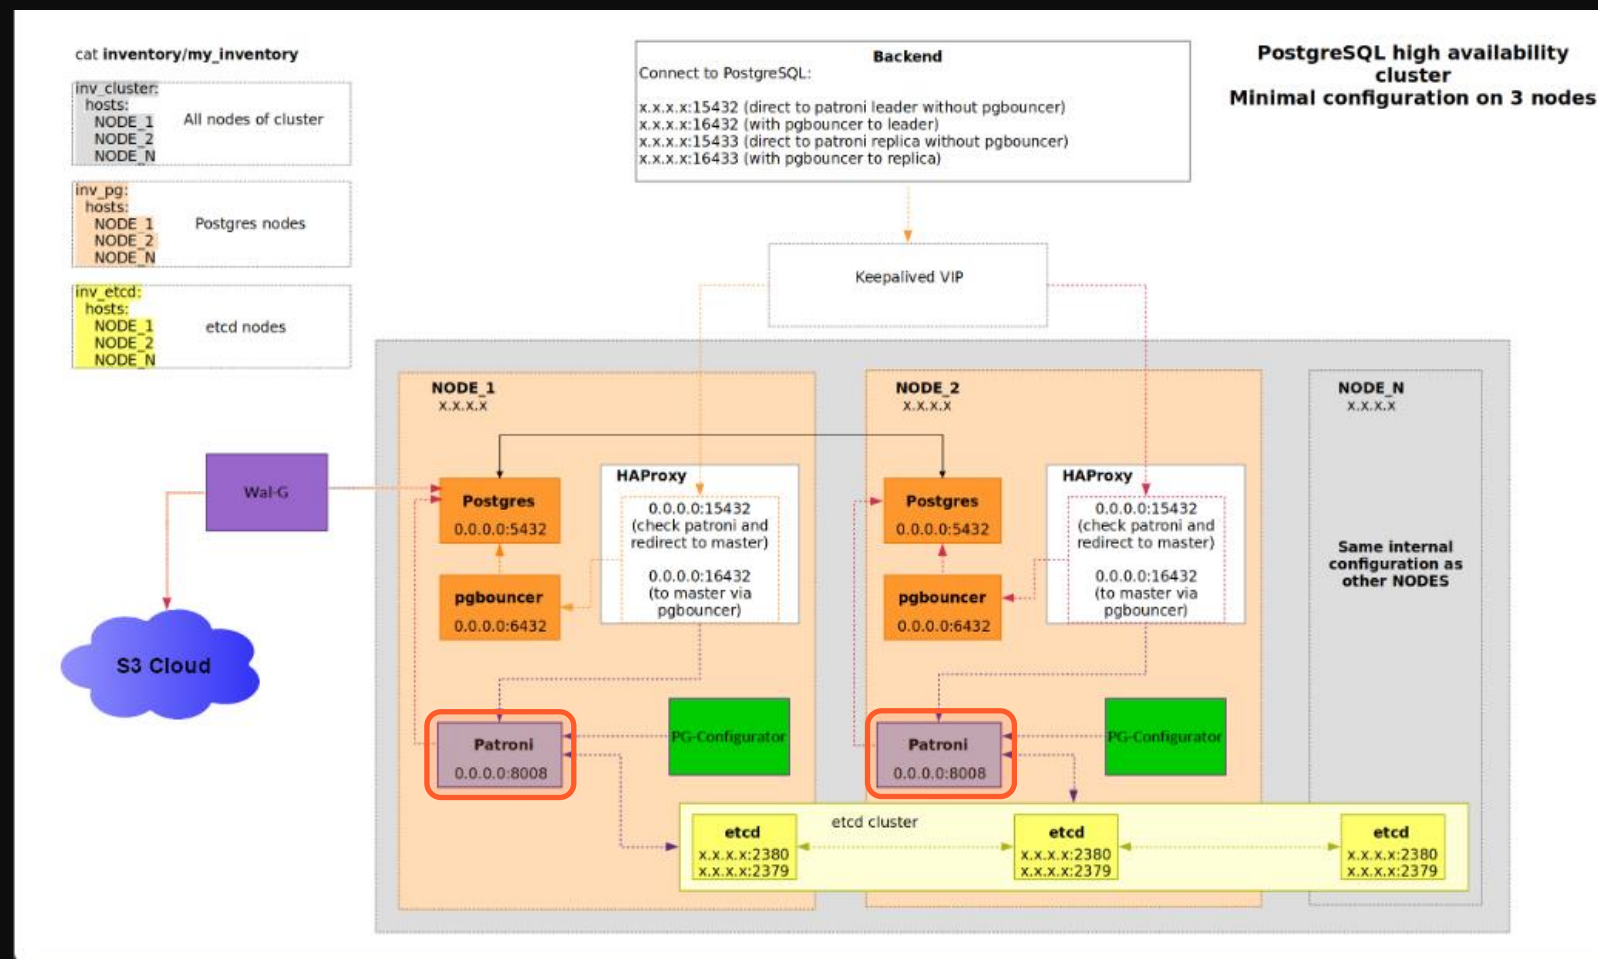 cat inventory/my_inventory
inv_cluster:
hosts:
NODE_1
NODE_2
NODE_N
All nodes of cluster
inv_pg:
hosts:
NODE_1
NODE_2
NODE_N
Postgres nodes
inv_etcd:
hosts:
NODE_1
NODE_2
NODE_N
etcd nodes
Backend
Connect to PostgreSQL:
x.x.x.x:15432 (direct to patroni leader without pgbouncer)
x.x.x.x:16432 (with pgbouncer to leader)
x.x.x.x:15433 (direct to patroni replica without pgbouncer)
x.x.x.x:16433 (with pgbouncer to replica)
PostgreSQL high availability
cluster
Minimal configuration on 3 nodes
Keepalived VIP
Wal-G
S3 Cloud
NODE_1
x.x.x.x
Postgres
0.0.0.0:5432
pgbouncer
0.0.0.0:6432
HAProxy
0.0.0.0:15432
(check patroni and
redirect to master)
0.0.0.0:16432
(to master via
pgbouncer)
Patroni
0.0.0.0:8008
PG-Configurator
NODE_2
x.x.x.x
Postgres
0.0.0.0:5432
pgbouncer
0.0.0.0:6432
HAProxy
0.0.0.0:15432
(check patroni and
redirect to master)
0.0.0.0:16432
(to master via
pgbouncer)
Patroni
0.0.0.0:8008
PG-Configurator
NODE_N
x.x.x.x
Same internal
configuration as
other NODES
etcd cluster
etcd
x.x.x.x:2380
x.x.x.x:2379
etcd
x.x.x.x:2380
x.x.x.x:2379
etcd
x.x.x.x:2380
x.x.x.x:2379